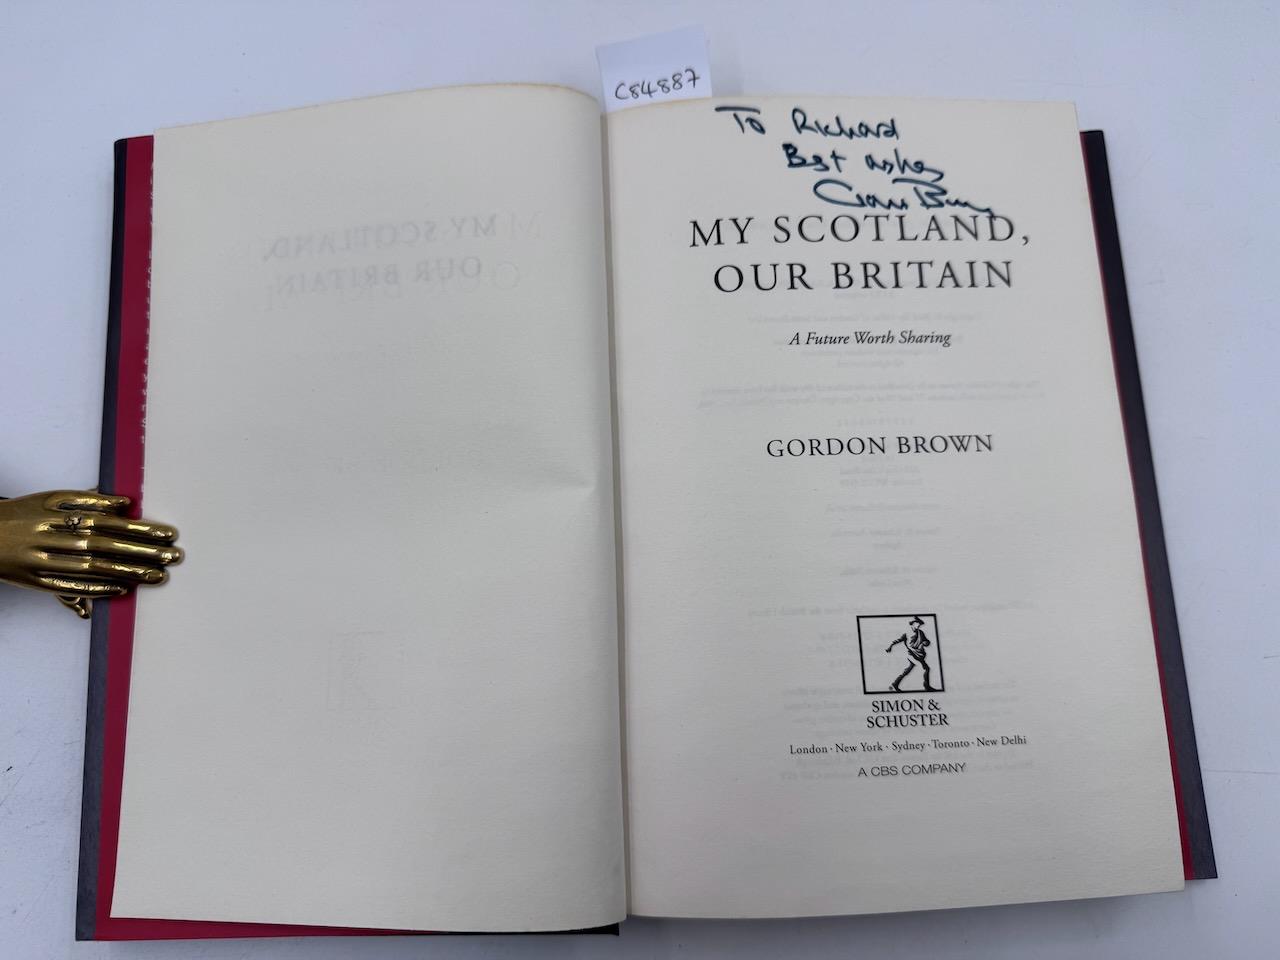 C84887
To Richard
Best wishes
MY SCOTLAND,
OUR BRITAIN
A Future Worth Sharing
GORDON BROWN
SIMON &
SCHUSTER
London · New York · Sydney · Toronto · New Delhi
A CBS COMPANY